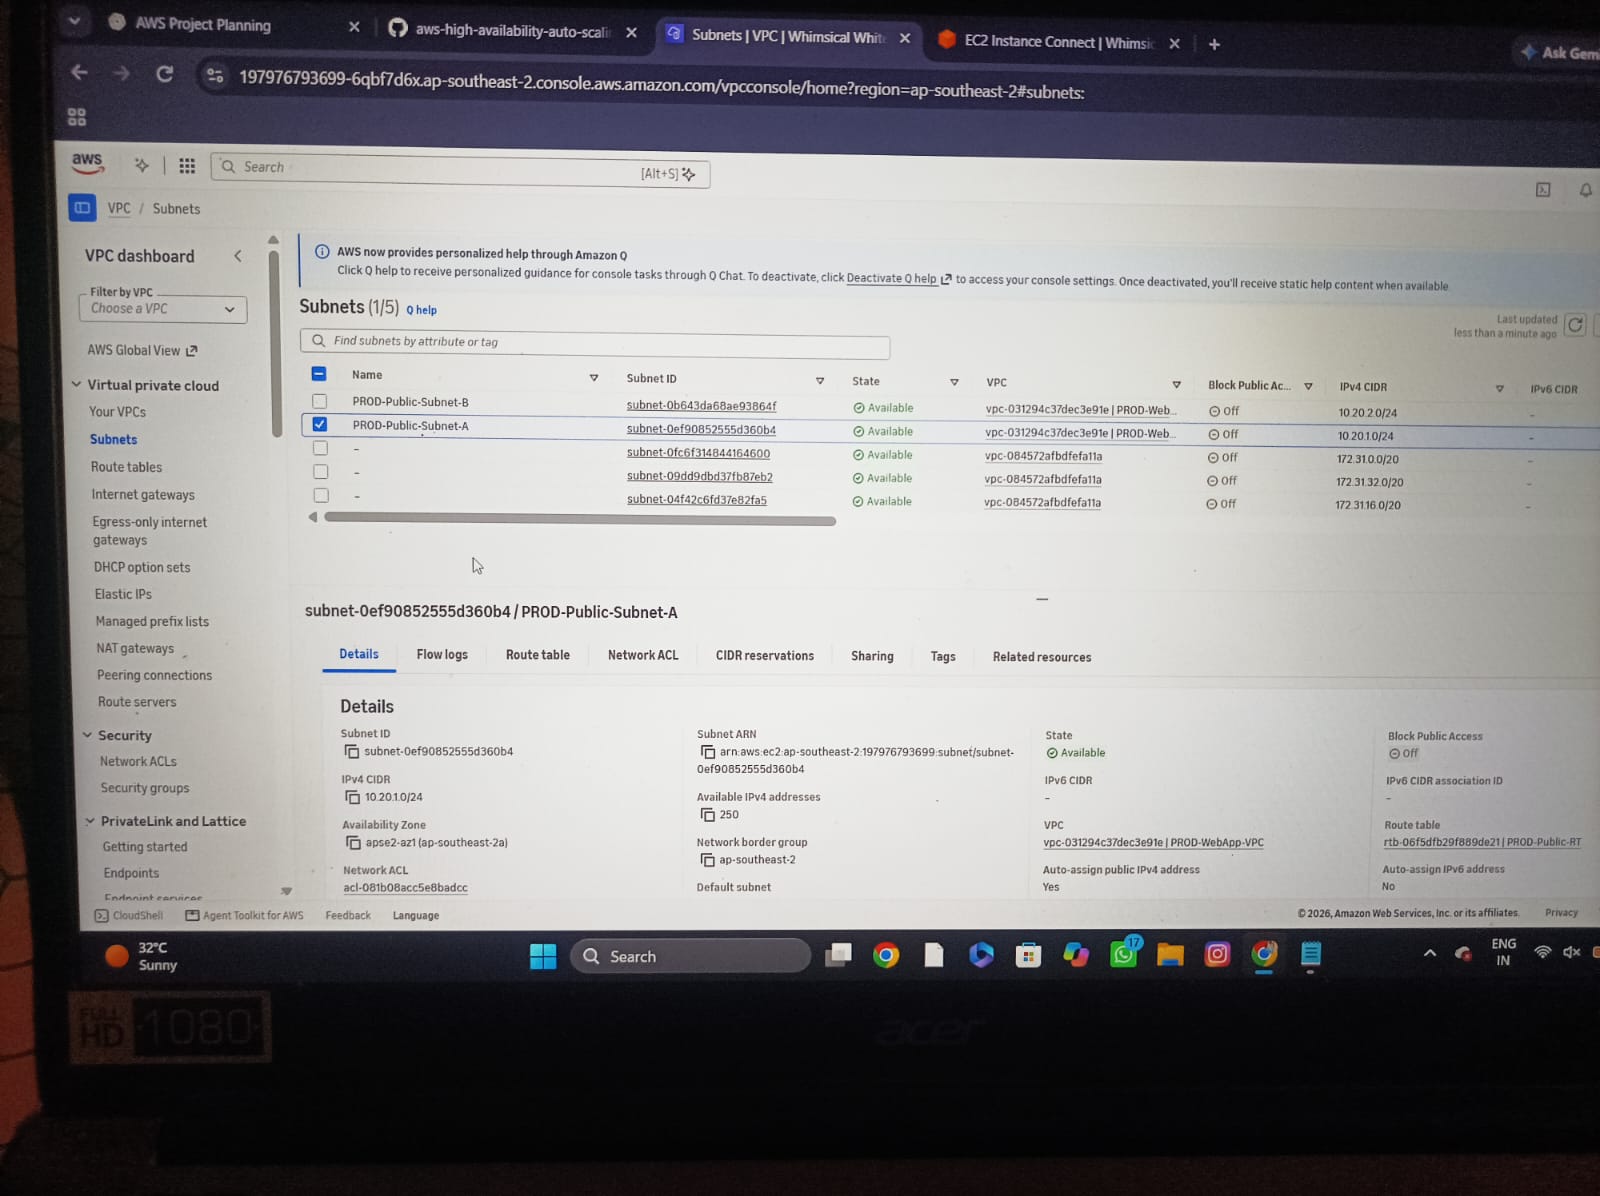 AWS Project Planning
aws-high-availability-auto-scali
Subnets | VPC | Whimsical Whit
EC2 Instance Connect | Whimsi
Ask Gem
197976793699-6qbf7d6x.ap-southeast-2.console.aws.amazon.com/vpcconsole/home?region=ap-southeast-2#subnets:
aws
Search
[Alt+S]
VPC / Subnets
VPC dashboard
Filter by VPC
Choose a VPC
AWS Global View
Virtual private cloud
Your VPCs
Subnets
Route tables
Internet gateways
Egress-only internet
gateways
DHCP option sets
Elastic IPs
Managed prefix lists
NAT gateways
Peering connections
Route servers
Security
Network ACLs
Security groups
PrivateLink and Lattice
Getting started
Endpoints
Endpoint services
AWS now provides personalized help through Amazon Q
Click Q help to receive personalized guidance for console tasks through Q Chat. To deactivate, click Deactivate Q help to access your console settings. Once deactivated, you'll receive static help content when available
Subnets (1/5) Q help
Last updated
less than a minute ago
Find subnets by attribute or tag
Name Subnet ID State VPC Block Public Ac... IPv4 CIDR IPv6 CIDR
PROD-Public-Subnet-B subnet-0b643da68ae93864f Available vpc-031294c37dec3e91e | PROD-Web... Off 10.20.2.0/24 -
PROD-Public-Subnet-A subnet-0ef90852555d360b4 Available vpc-031294c37dec3e91e | PROD-Web... Off 10.20.1.0/24 -
- subnet-0fc6f314844164600 Available vpc-084572afbdfefa11a Off 172.31.0.0/20 -
- subnet-09dd9dbd37fb87eb2 Available vpc-084572afbdfefa11a Off 172.31.32.0/20 -
- subnet-04f42c6fd37e82fa5 Available vpc-084572afbdfefa11a Off 172.31.16.0/20 -
subnet-0ef90852555d360b4 / PROD-Public-Subnet-A
Details Flow logs Route table Network ACL CIDR reservations Sharing Tags Related resources
Details
Subnet ID
subnet-0ef90852555d360b4
IPv4 CIDR
10.20.1.0/24
Availability Zone
apse2-az1 (ap-southeast-2a)
Network ACL
acl-081b08acc5e8badcc
Subnet ARN
arn:aws:ec2:ap-southeast-2:197976793699:subnet/subnet-
0ef90852555d360b4
Available IPv4 addresses
250
Network border group
ap-southeast-2
Default subnet
State
Available
IPv6 CIDR
-
VPC
vpc-031294c37dec3e91e | PROD-WebApp-VPC
Auto-assign public IPv4 address
Yes
Block Public Access
Off
IPv6 CIDR association ID
-
Route table
rtb-06f5dfb29f889de21 | PROD-Public-RT
Auto-assign IPv6 address
No
CloudShell Agent Toolkit for AWS Feedback Language
© 2026, Amazon Web Services, Inc. or its affiliates. Privacy
32°C
Sunny
Search
17
ENG
IN
FULL
HD 1080
acer